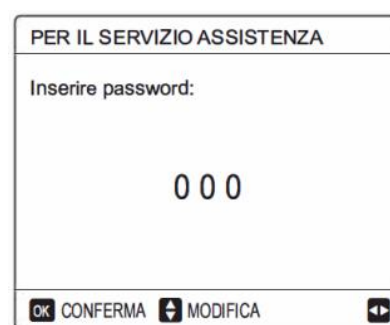 PER IL SERVIZIO ASSISTENZA
Inserire password:
0 0 0
OK CONFERMA MODIFICA